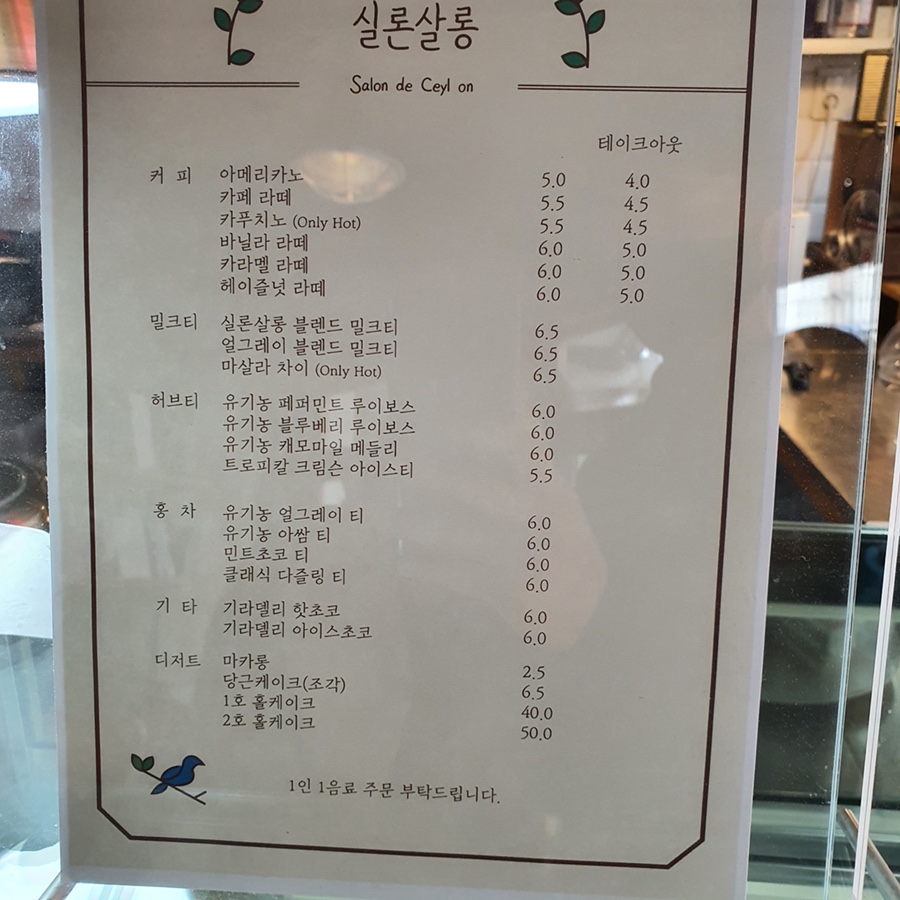 실론살롱
Salon de Ceyl on
테이크아웃
커 피 아메리카노 5.0 4.0
카페 라떼 5.5 4.5
카푸치노 (Only Hot) 5.5 4.5
바닐라 라떼 6.0 5.0
카라멜 라떼 6.0 5.0
헤이즐넛 라떼 6.0 5.0
밀크티 실론살롱 블렌드 밀크티 6.5
얼그레이 블렌드 밀크티 6.5
마살라 차이 (Only Hot) 6.5
허브티 유기농 페퍼민트 루이보스 6.0
유기농 블루베리 루이보스 6.0
유기농 캐모마일 메들리 6.0
트로피칼 크림슨 아이스티 5.5
홍 차 유기농 얼그레이 티 6.0
유기농 아쌈 티 6.0
민트초코 티 6.0
클래식 다즐링 티 6.0
기 타 기라델리 핫초코 6.0
기라델리 아이스초코 6.0
디저트 마카롱 2.5
당근케이크(조각) 6.5
1호 홀케이크 40.0
2호 홀케이크 50.0
1인 1음료 주문 부탁드립니다.